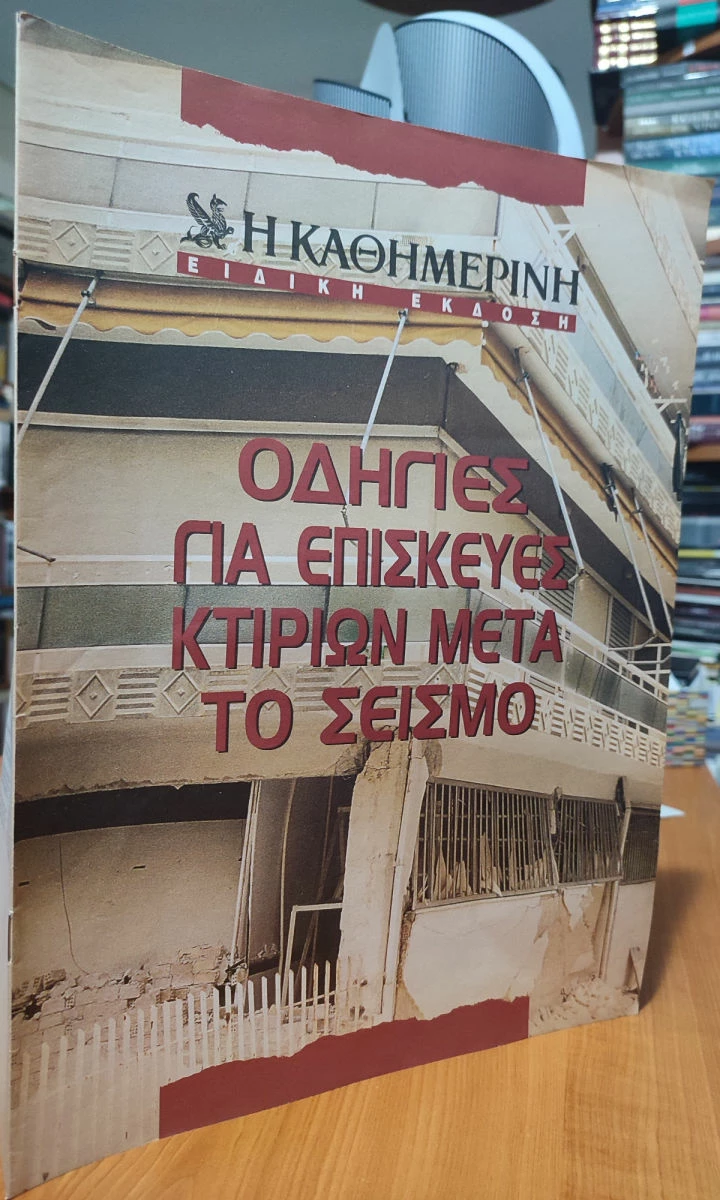 Η ΚΑΘΗΜΕΡΙΝΗ
ΕΙΔΙΚΗ ΕΚΔΟΣΗ
ΟΔΗΓΙΕΣ
ΓΙΑ ΕΠΙΣΚΕΥΕΣ
ΚΤΙΡΙΩΝ ΜΕΤΑ
ΤΟ ΣΕΙΣΜΟ